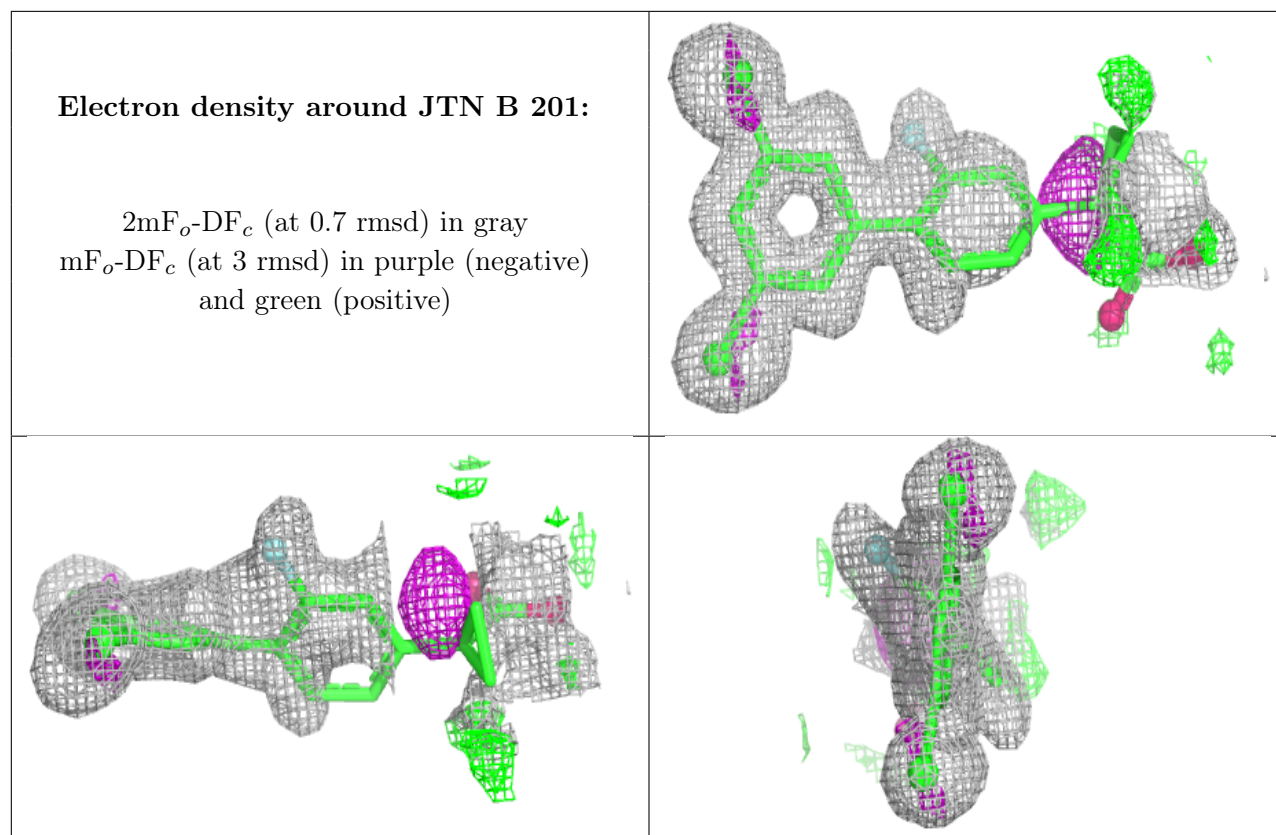 Electron density around JTN B 201:
2mFo-DFc (at 0.7 rmsd) in gray
mFo-DFc (at 3 rmsd) in purple (negative)
and green (positive)